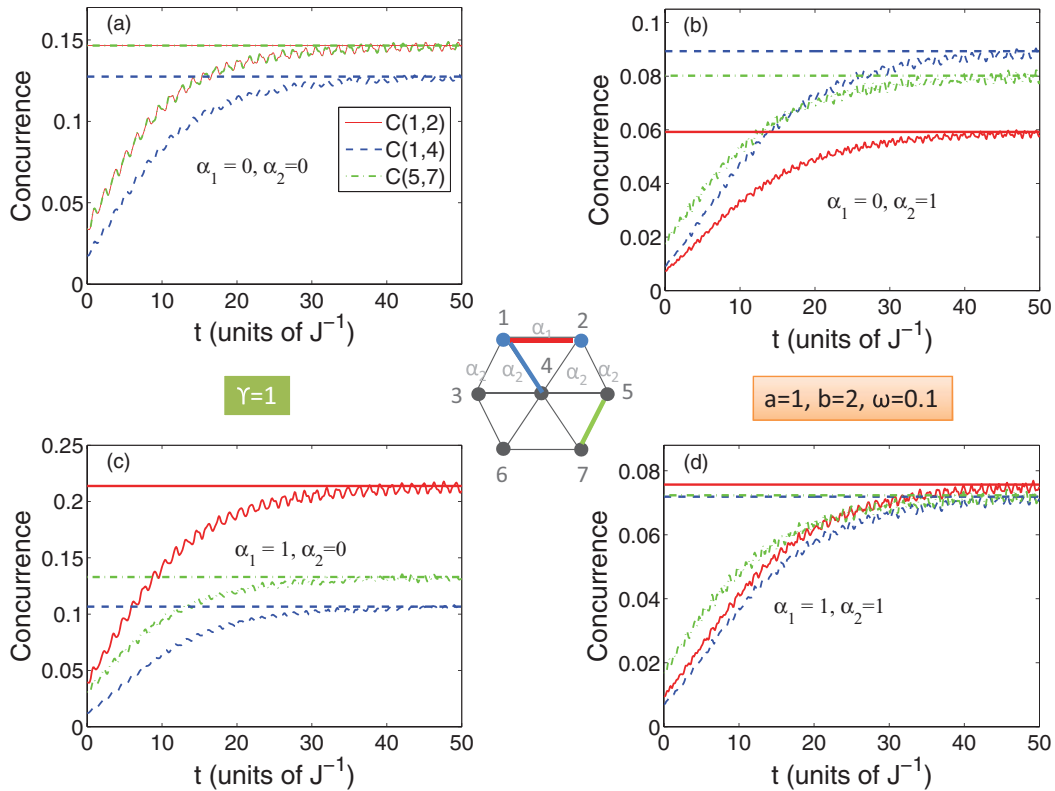 (a)
0.15
0.1
0.05
0
Concurrence
C(1,2)
C(1,4)
C(5,7)
α1 = 0, α2=0
0 10 20 30 40 50
t (units of J⁻¹)
(b)
0.1
0.08
0.06
0.04
0.02
0
Concurrence
α1 = 0, α2=1
0 10 20 30 40 50
t (units of J⁻¹)
1 α1 2
α2 α2 4 α2 α2
3 5
6 7
ϒ=1
a=1, b=2, ω=0.1
(c)
0.25
0.2
0.15
0.1
0.05
0
Concurrence
α1 = 1, α2=0
0 10 20 30 40 50
t (units of J⁻¹)
(d)
0.08
0.06
0.04
0.02
0
Concurrence
α1 = 1, α2=1
0 10 20 30 40 50
t (units of J⁻¹)